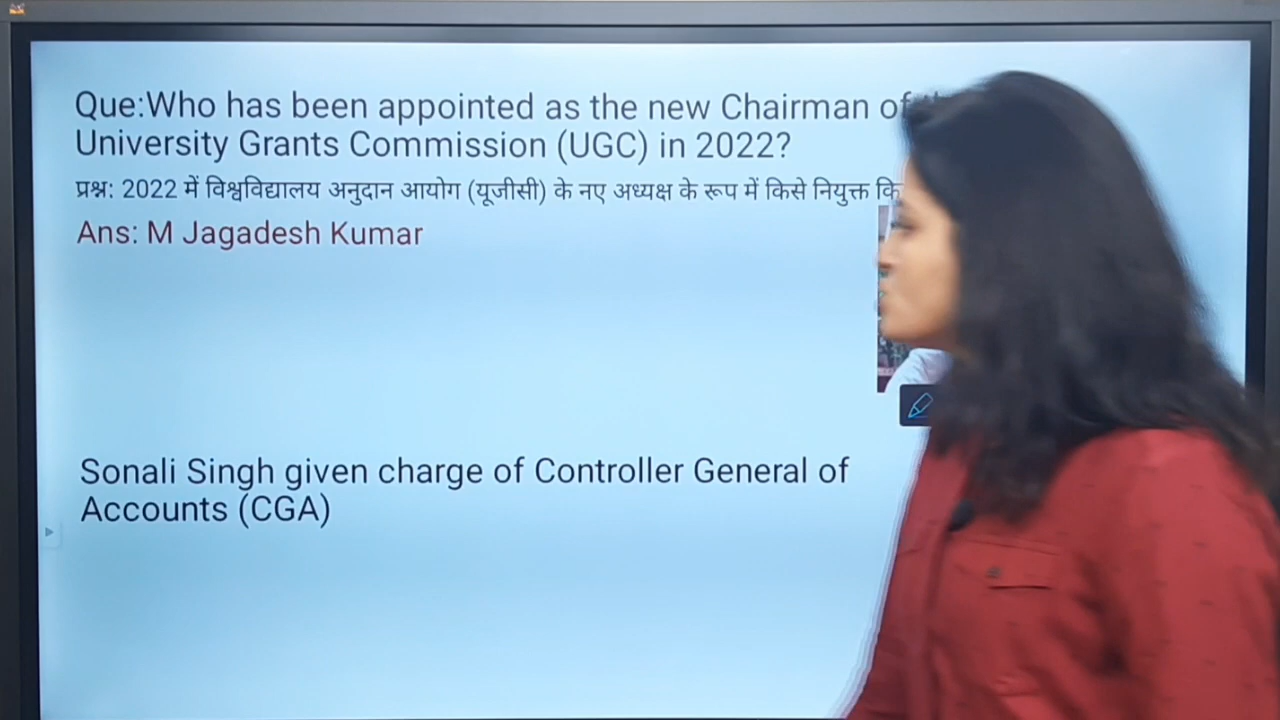 Que:Who has been appointed as the new Chairman of
University Grants Commission (UGC) in 2022?
प्रश्न: 2022 में विश्वविद्यालय अनुदान आयोग (यूजीसी) के नए अध्यक्ष के रूप में किसे नियुक्त
Ans: M Jagadesh Kumar
Sonali Singh given charge of Controller General of
Accounts (CGA)